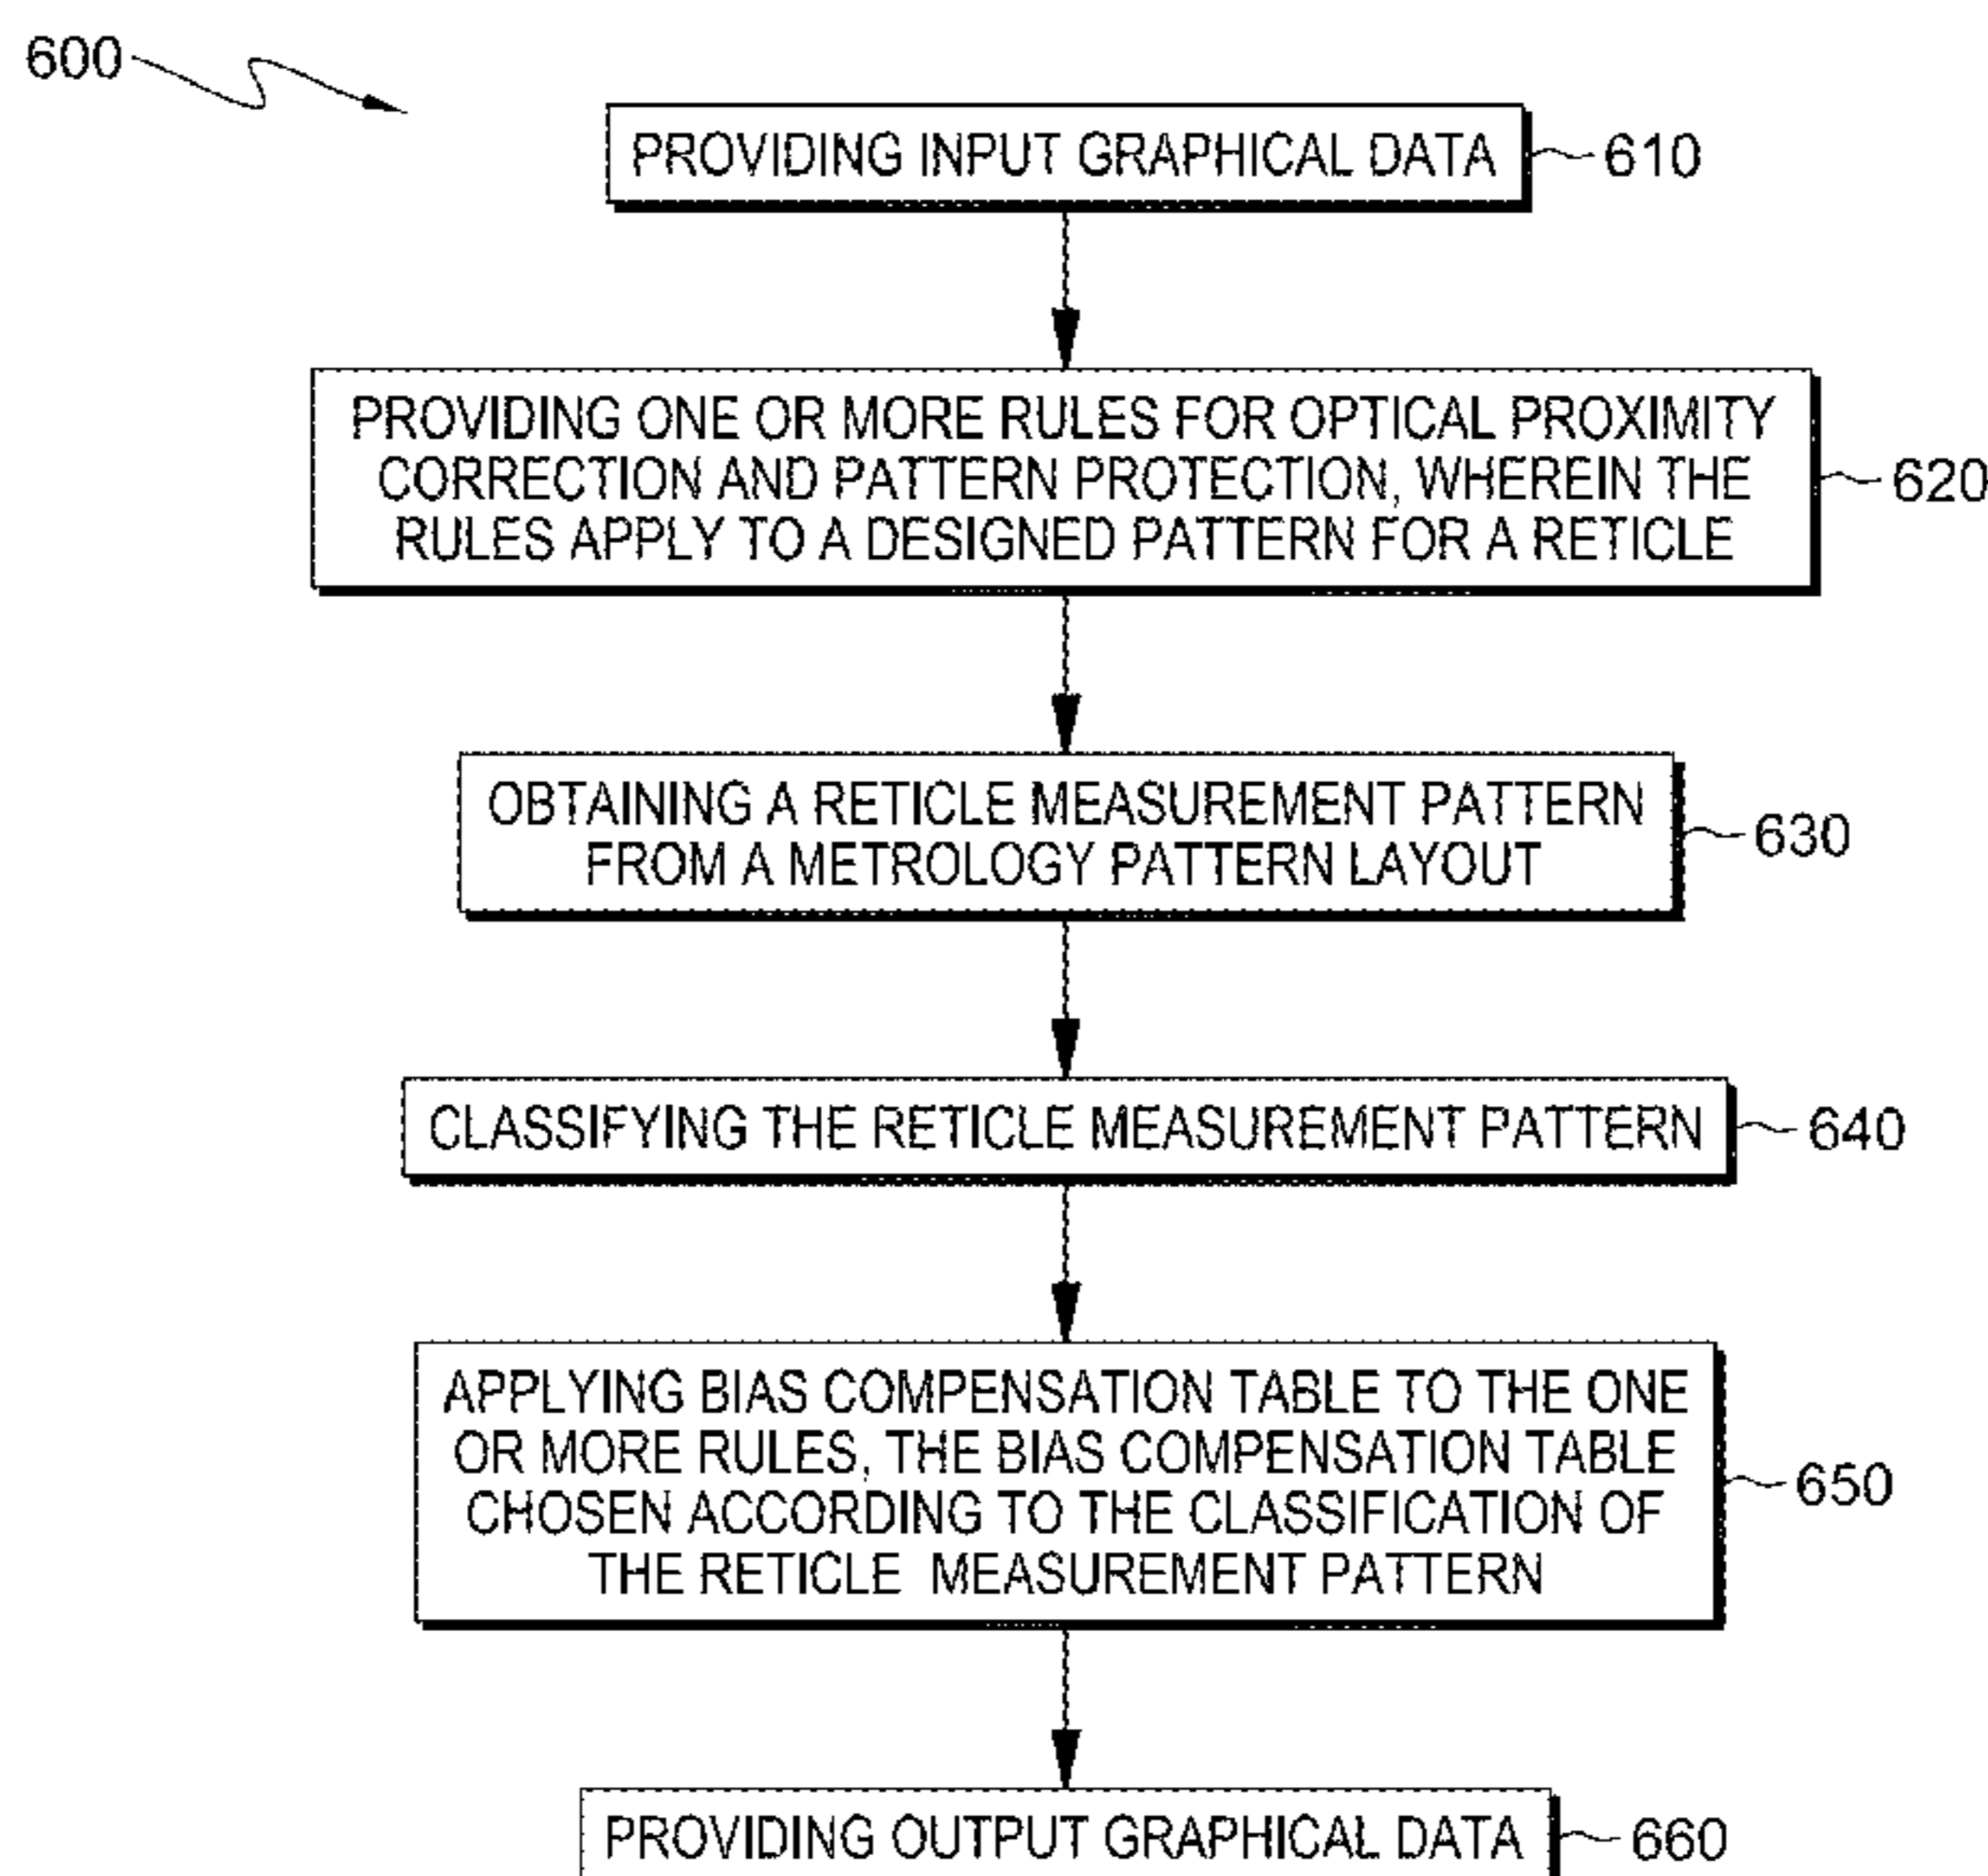 600
PROVIDING INPUT GRAPHICAL DATA
610
PROVIDING ONE OR MORE RULES FOR OPTICAL PROXIMITY
CORRECTION AND PATTERN PROTECTION, WHEREIN THE
RULES APPLY TO A DESIGNED PATTERN FOR A RETICLE
620
OBTAINING A RETICLE MEASUREMENT PATTERN
FROM A METROLOGY PATTERN LAYOUT
630
CLASSIFYING THE RETICLE MEASUREMENT PATTERN
640
APPLYING BIAS COMPENSATION TABLE TO THE ONE
OR MORE RULES, THE BIAS COMPENSATION TABLE
CHOSEN ACCORDING TO THE CLASSIFICATION OF
THE RETICLE MEASUREMENT PATTERN
650
PROVIDING OUTPUT GRAPHICAL DATA
660